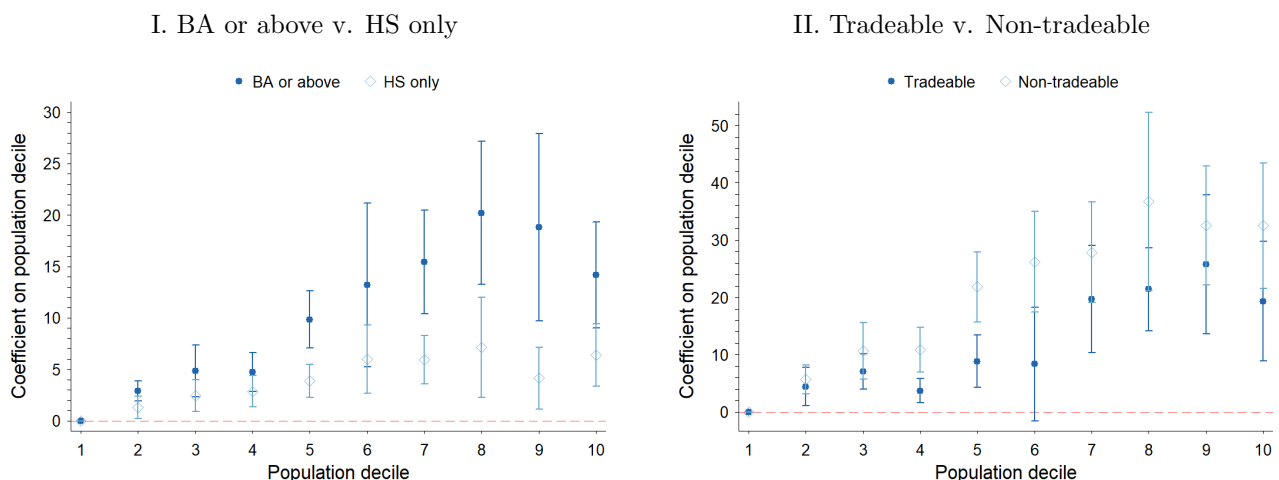 I. BA or above v. HS only
BA or above HS only
Coefficient on population decile
30
25
20
15
10
5
0
1 2 3 4 5 6 7 8 9 10
Population decile
II. Tradeable v. Non-tradeable
Tradeable Non-tradeable
Coefficient on population decile
50
40
30
20
10
0
1 2 3 4 5 6 7 8 9 10
Population decile